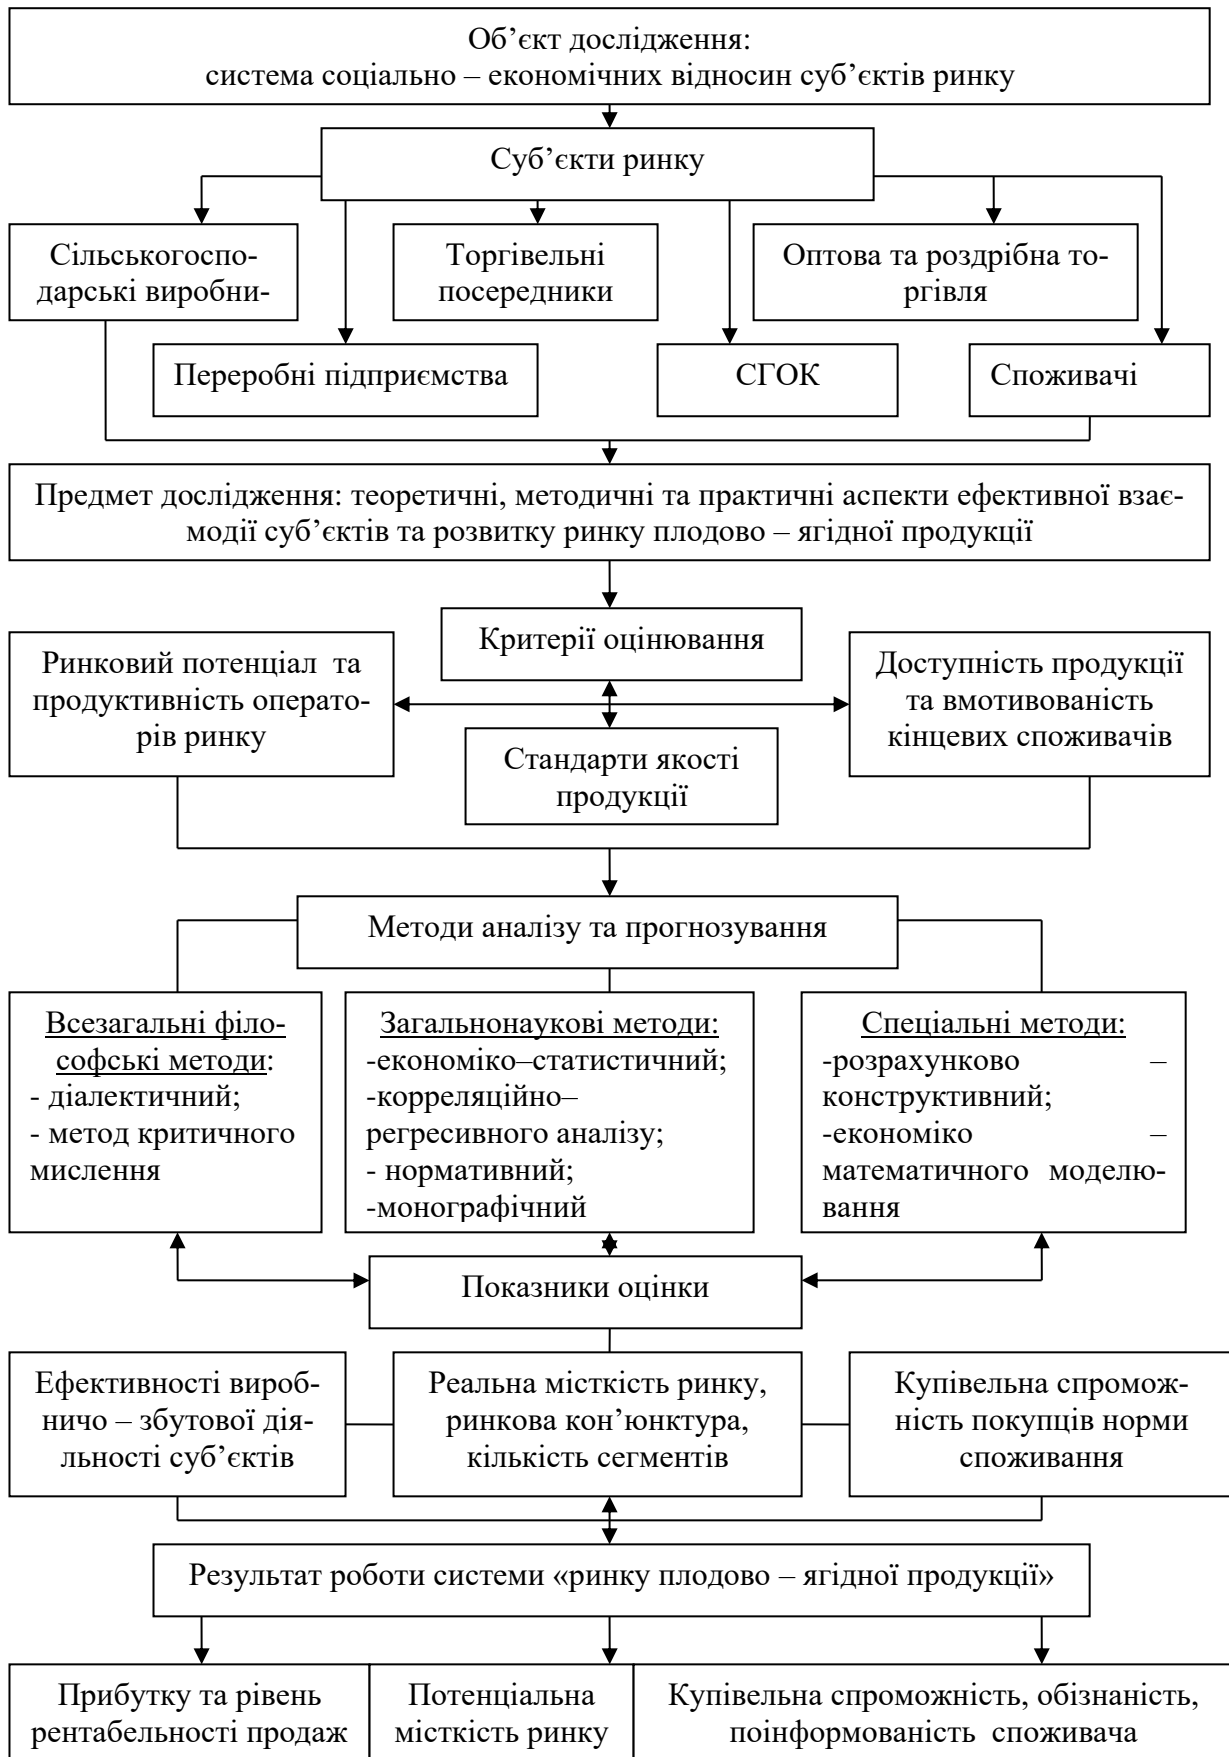 Об’єкт дослідження:
система соціально – економічних відносин суб’єктів ринку
Суб’єкти ринку
Сільськогоспо-
дарські виробни-
Торгівельні
посередники
Оптова та роздрібна то-
ргівля
Переробні підприємства
СГОК
Споживачі
Предмет дослідження: теоретичні, методичні та практичні аспекти ефективної взає-
модії суб’єктів та розвитку ринку плодово – ягідної продукції
Критерії оцінювання
Ринковий потенціал та
продуктивність операто-
рів ринку
Стандарти якості
продукції
Доступність продукції
та вмотивованість
кінцевих споживачів
Методи аналізу та прогнозування
Всезагальні філо-
софські методи:
- діалектичний;
- метод критичного
мислення
Загальнонаукові методи:
-економіко–статистичний;
-корреляційно–
регресивного аналізу;
- нормативний;
-монографічний
Спеціальні методи:
-розрахунково –
конструктивний;
-економіко –
математичного моделю-
вання
Показники оцінки
Ефективності вироб-
ничо – збутової дія-
льності суб’єктів
Реальна місткість ринку,
ринкова кон’юнктура,
кількість сегментів
Купівельна спромож-
ність покупців норми
споживання
Результат роботи системи «ринку плодово – ягідної продукції»
Прибутку та рівень
рентабельності продаж
Потенціальна
місткість ринку
Купівельна спроможність, обізнаність,
поінформованість споживача